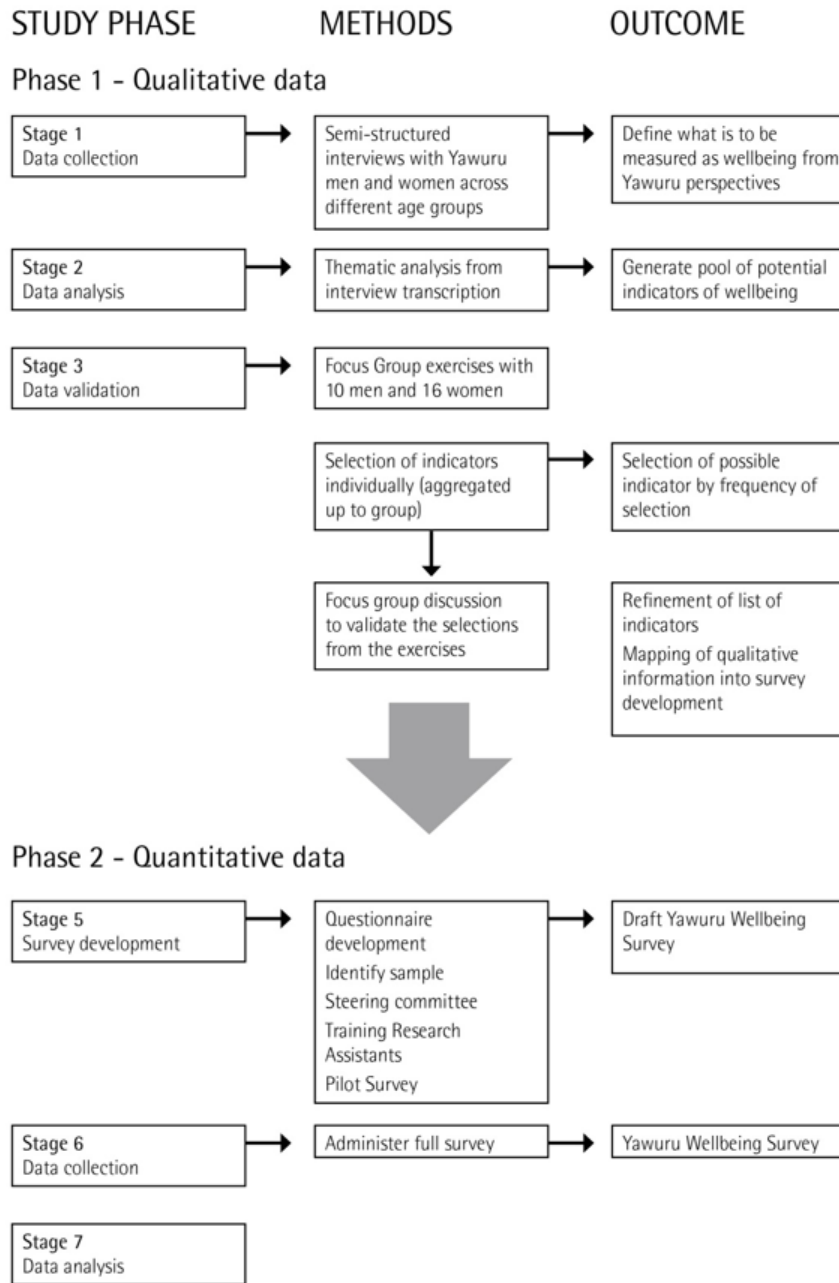 STUDY PHASE
METHODS
OUTCOME
Phase 1 - Qualitative data
Stage 1
Data collection
Semi-structured
interviews with Yawuru
men and women across
different age groups
Define what is to be
measured as wellbeing from
Yawuru perspectives
Stage 2
Data analysis
Thematic analysis from
interview transcription
Generate pool of potential
indicators of wellbeing
Stage 3
Data validation
Focus Group exercises with
10 men and 16 women
Selection of indicators
individually (aggregated
up to group)
Selection of possible
indicator by frequency of
selection
Focus group discussion
to validate the selections
from the exercises
Refinement of list of
indicators
Mapping of qualitative
information into survey
development
Phase 2 - Quantitative data
Stage 5
Survey development
Questionnaire
development
Identify sample
Steering committee
Training Research
Assistants
Pilot Survey
Draft Yawuru Wellbeing
Survey
Stage 6
Data collection
Administer full survey
Yawuru Wellbeing Survey
Stage 7
Data analysis